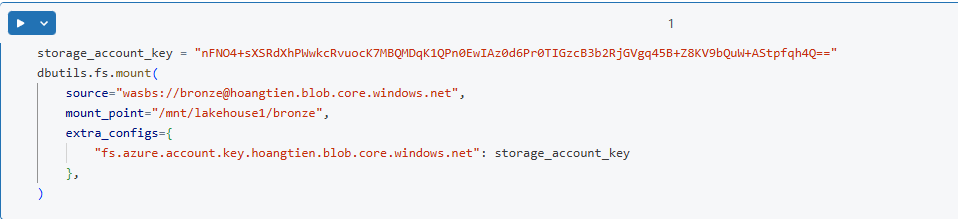 1
storage_account_key = "nFNO4+sXSRdXhPWwkcRvuocK7MBQMDqK1QPn0EwIAz0d6Pr0TIGzcB3b2RjGVgq45B+Z8KV9bQuW+AStpfqh4Q=="
dbutils.fs.mount(
    source="wasbs://bronze@hoangtien.blob.core.windows.net",
    mount_point="/mnt/lakehouse1/bronze",
    extra_configs={
        "fs.azure.account.key.hoangtien.blob.core.windows.net": storage_account_key
    },
)